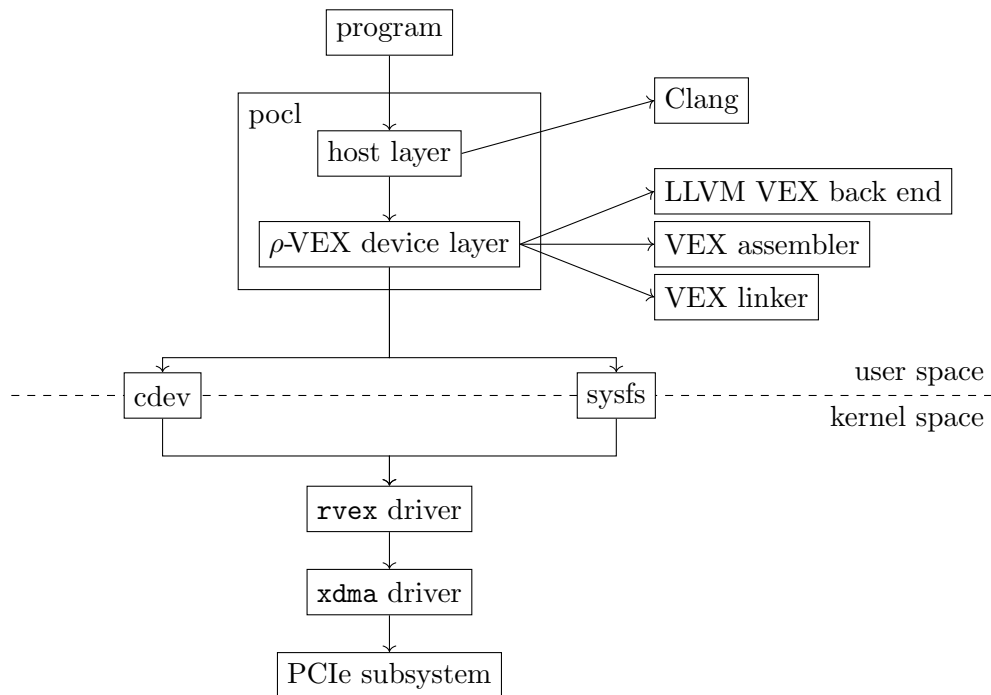 program
pocl
Clang
host layer
LLVM VEX back end
ρ-VEX device layer
VEX assembler
VEX linker
user space
cdev
sysfs
kernel space
rvex driver
xdma driver
PCIe subsystem